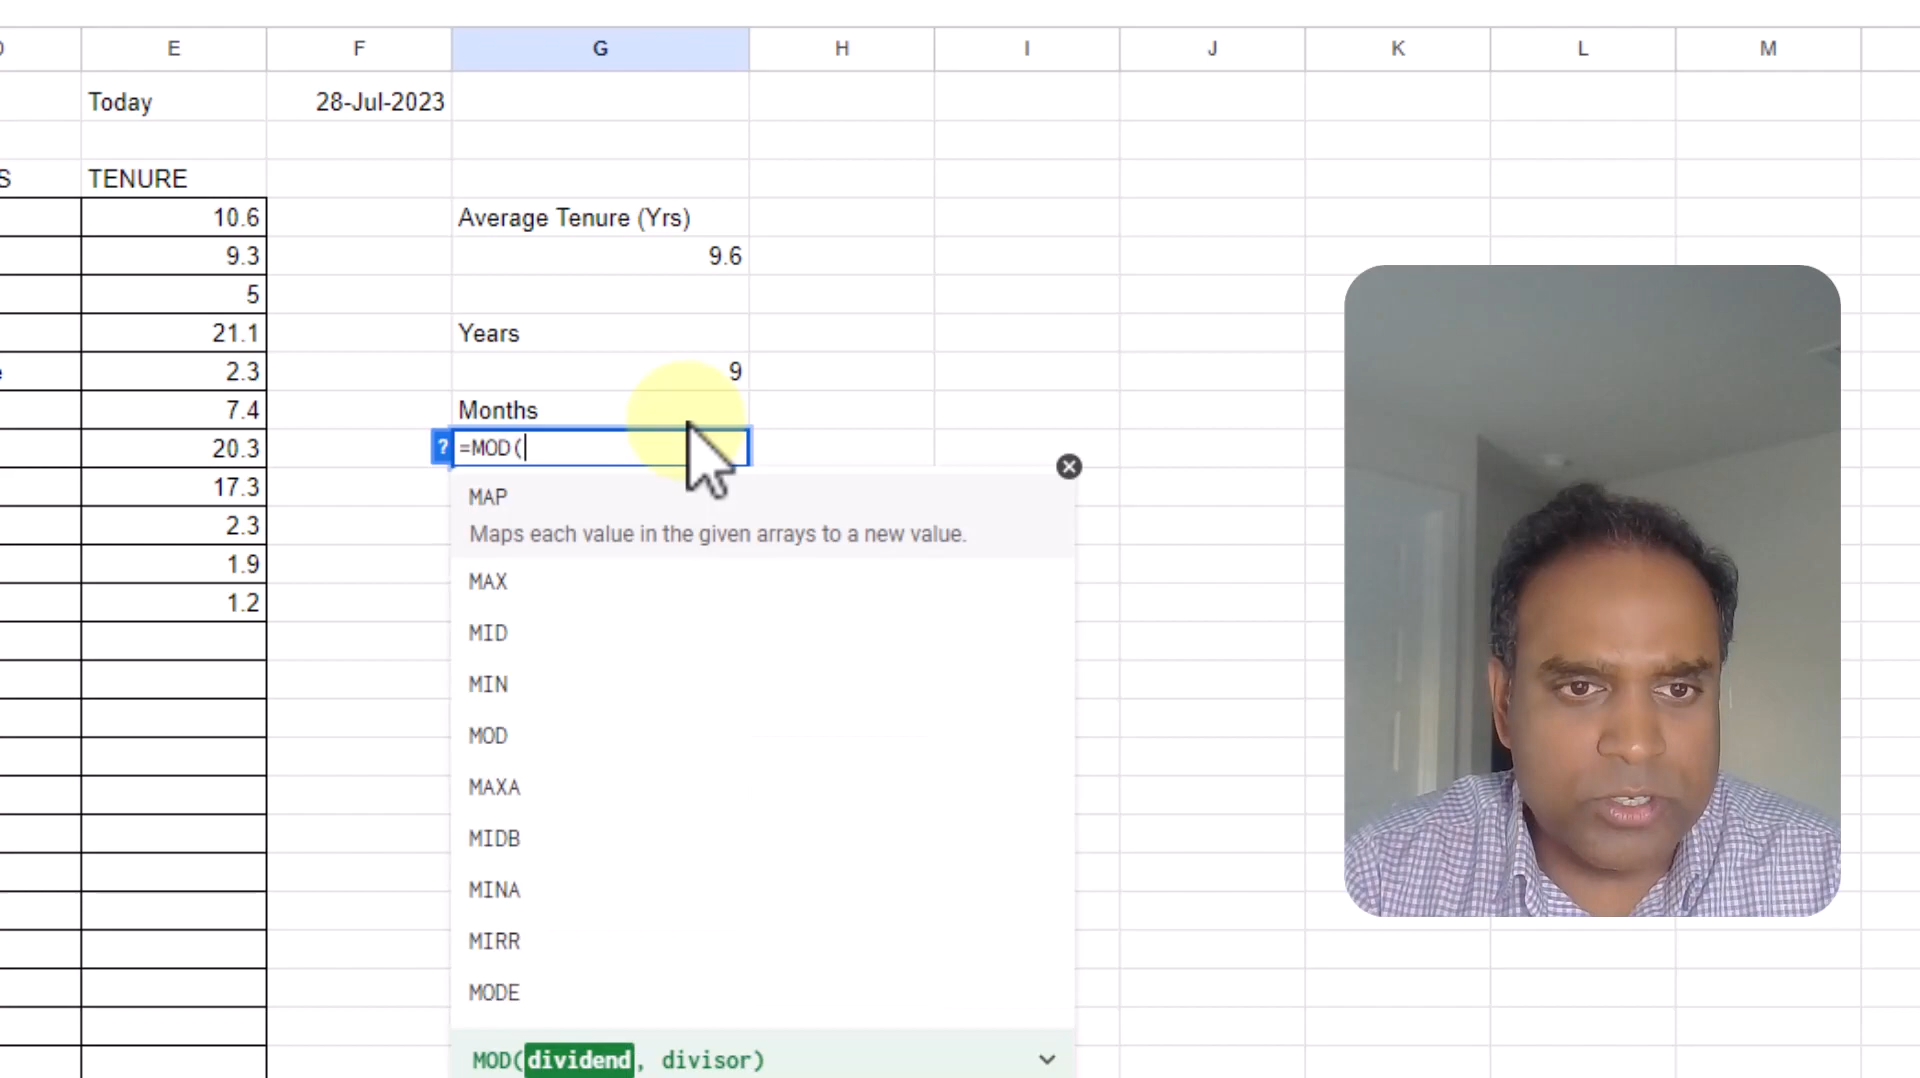 E F G H I J K L M
Today 28-Jul-2023
S TENURE
10.6 Average Tenure (Yrs)
9.3 9.6
5
21.1 Years
2.3 9
7.4 Months
20.3 ? =MOD(
17.3 MAP
Maps each value in the given arrays to a new value.
2.3
1.9 MAX
1.2 MID
MIN
MOD
MAXA
MIDB
MINA
MIRR
MODE
MOD(dividend, divisor)